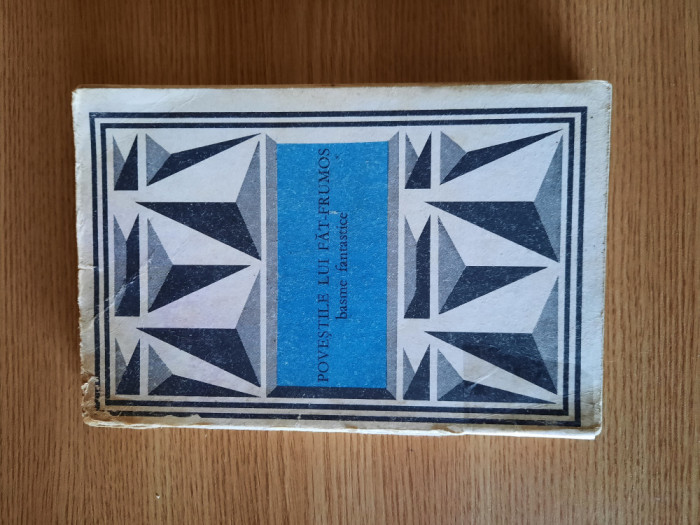 POVEȘTILE LUI FĂT-FRUMOS
basme fantastice